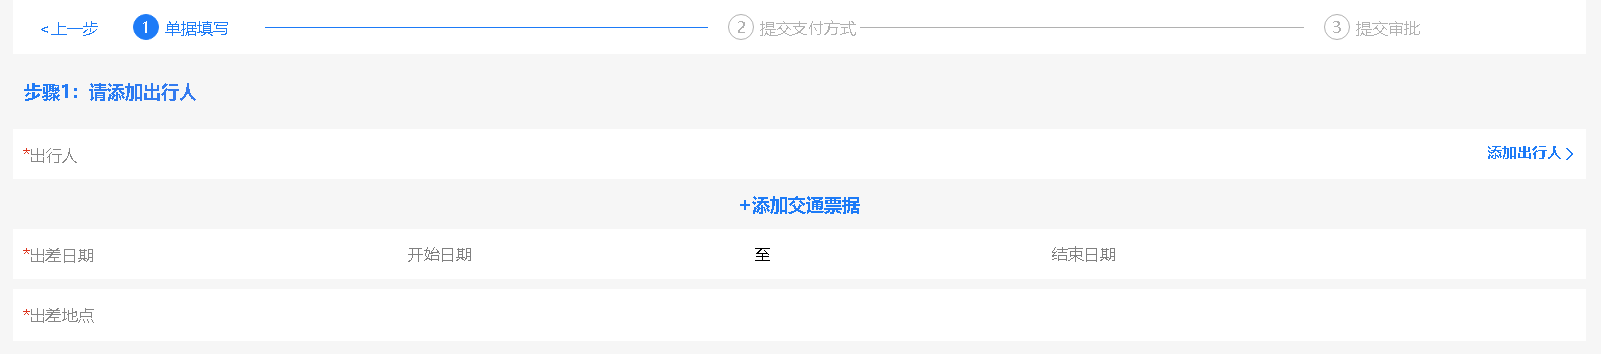 <上一步 1 单据填写 2 提交支付方式 3 提交审批
步骤1：请添加出行人
*出行人 添加出行人 >
+添加交通票据
*出差日期 开始日期 至 结束日期
*出差地点